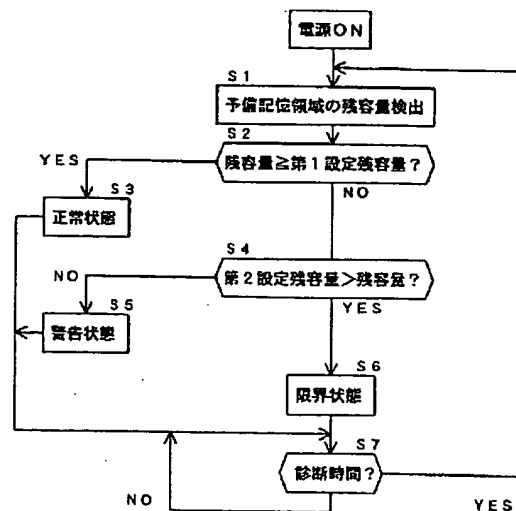 電源ON
S1
予備記位領域の残容量検出
S2
残容量≧第1設定残容量?
YES
NO
S3
正常状態
S4
第2設定残容量>残容量?
NO
YES
S5
警告状態
S6
限界状態
S7
診断時間?
NO
YES